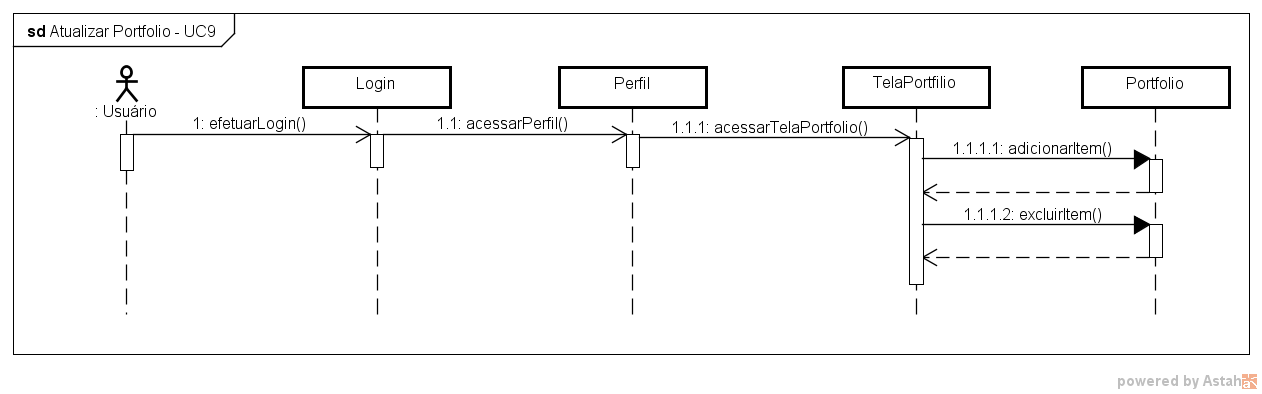 sd Atualizar Portfolio - UC9
: Usuário
Login
Perfil
TelaPortfilio
Portfolio
1: efetuarLogin()
1.1: acessarPerfil()
1.1.1: acessarTelaPortfolio()
1.1.1.1: adicionarItem()
1.1.1.2: excluirItem()
powered by Astah